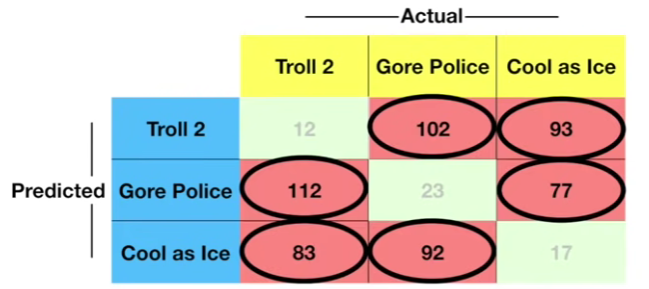 Actual
Troll 2 Gore Police Cool as Ice
Troll 2 12 102 93
Predicted Gore Police 112 23 77
Cool as Ice 83 92 17